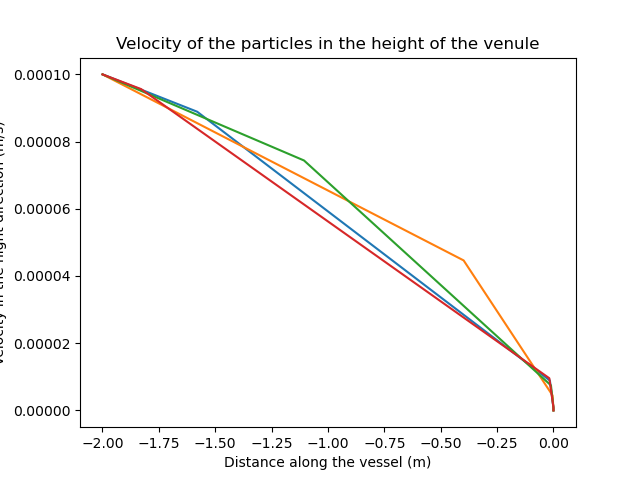 Velocity of the particles in the height of the venule
0.00010
0.00008
0.00006
0.00004
0.00002
0.00000
velocity in the hight direction (m/s)
−2.00 −1.75 −1.50 −1.25 −1.00 −0.75 −0.50 −0.25 0.00
Distance along the vessel (m)